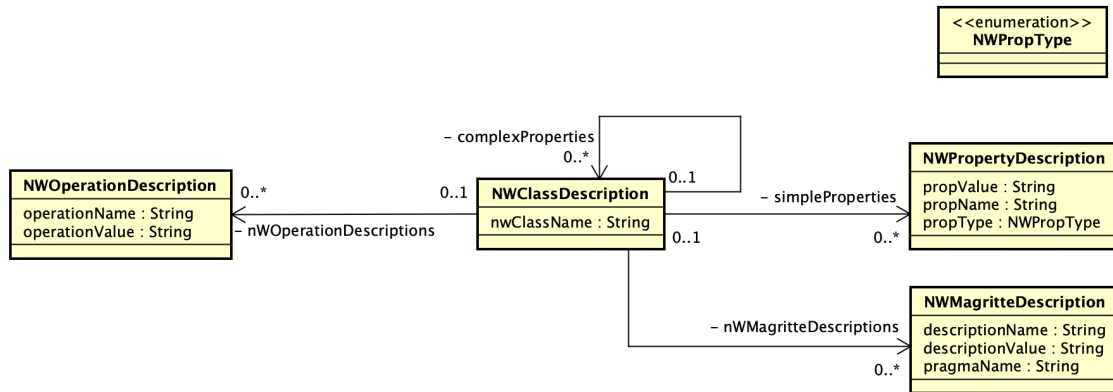 <<enumeration>>
NWPropType
– complexProperties
0..*
0..1
NWOperationDescription
operationName : String
operationValue : String
0..*
– nWOperationDescriptions
0..1
NWClassDescription
nwClassName : String
0..1
– simpleProperties
0..*
NWPropertyDescription
propValue : String
propName : String
propType : NWPropType
– nWMagritteDescriptions
0..*
NWMagritteDescription
descriptionName : String
descriptionValue : String
pragmaName : String